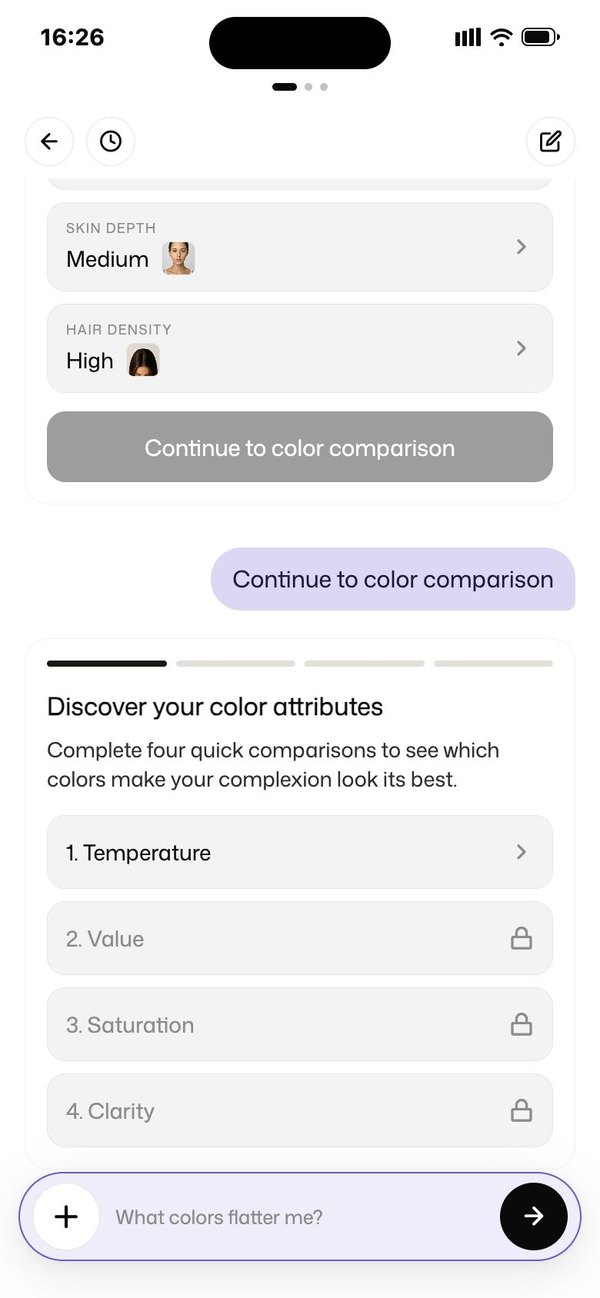 16:26
SKIN DEPTH
Medium
HAIR DENSITY
High
Continue to color comparison
Continue to color comparison
Discover your color attributes
Complete four quick comparisons to see which
colors make your complexion look its best.
1. Temperature
2. Value
3. Saturation
4. Clarity
What colors flatter me?